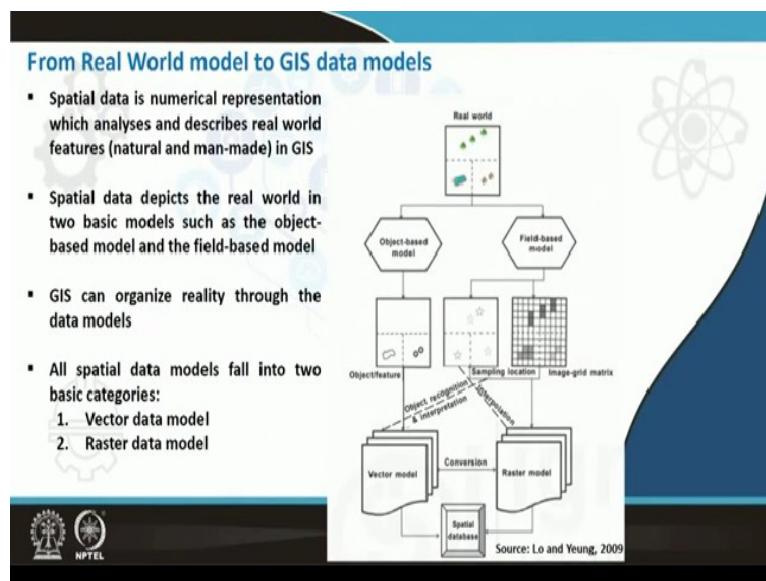 From Real World model to GIS data models
▪ Spatial data is numerical representation
which analyses and describes real world
features (natural and man-made) in GIS
▪ Spatial data depicts the real world in
two basic models such as the object-
based model and the field-based model
▪ GIS can organize reality through the
data models
▪ All spatial data models fall into two
basic categories:
1. Vector data model
2. Raster data model
Real world
Object-based
model
Field-based
model
Object/feature
Sampling location
Image-grid matrix
Object recognition
& interpretation
Interpolation
Vector model
Conversion
Raster model
Spatial
database
Source: Lo and Yeung, 2009
NPTEL